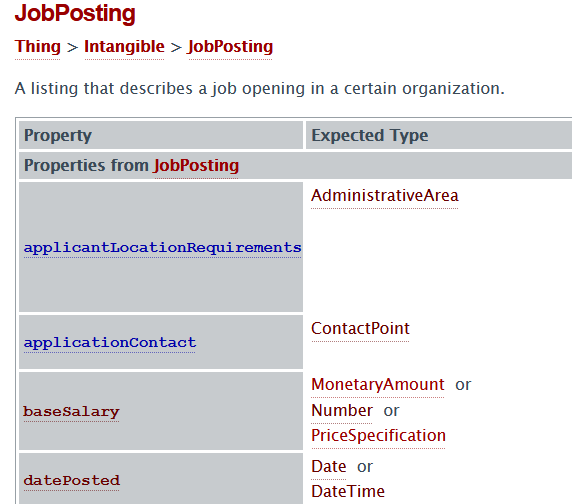 JobPosting
Thing > Intangible > JobPosting
A listing that describes a job opening in a certain organization.
Property Expected Type
Properties from JobPosting
applicantLocationRequirements AdministrativeArea
applicationContact ContactPoint
baseSalary MonetaryAmount or
Number or
PriceSpecification
datePosted Date or
DateTime